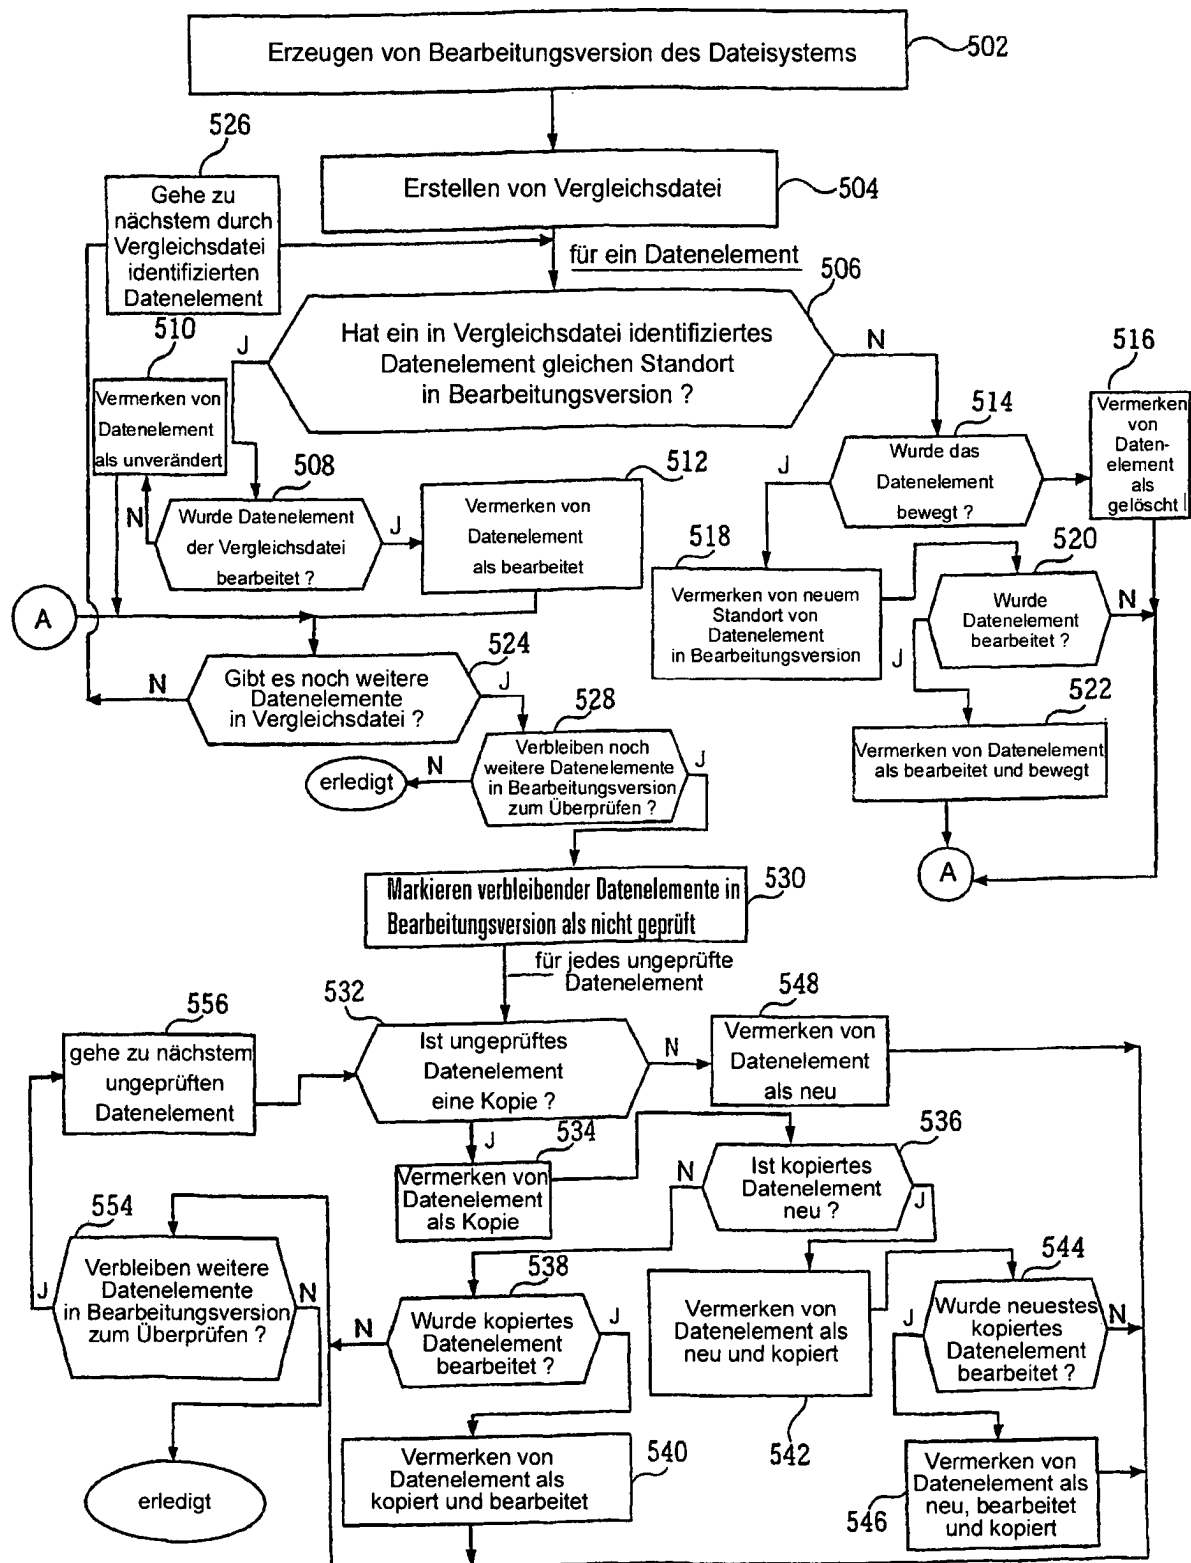 Erzeugen von Bearbeitungsversion des Dateisystems
502
526
Gehe zu
nächstem durch
Vergleichsdatei
identifizierten
Datenelement
Erstellen von Vergleichsdatei
504
für ein Datenelement
506
Hat ein in Vergleichsdatei identifiziertes
Datenelement gleichen Standort
in Bearbeitungsversion ?
J
N
510
Vermerken von
Datenelement
als unverändert
508
Wurde Datenelement
der Vergleichsdatei
bearbeitet ?
N
J
512
Vermerken von
Datenelement
als bearbeitet
514
Wurde das
Datenelement
bewegt ?
J
516
Vermerken
von
Daten-
element
als
gelöscht
518
Vermerken von neuem
Standort von
Datenelement
in Bearbeitungsversion
520
Wurde
Datenelement
bearbeitet ?
N
J
522
Vermerken von Datenelement
als bearbeitet und bewegt
A
A
524
Gibt es noch weitere
Datenelemente
in Vergleichsdatei ?
N
J
528
Verbleiben noch
weitere Datenelemente
in Bearbeitungsversion
zum Überprüfen ?
N
J
erledigt
Markieren verbleibender Datenelemente in
Bearbeitungsversion als nicht geprüft
530
für jedes ungeprüfte
Datenelement
532
Ist ungeprüftes
Datenelement
eine Kopie ?
N
J
556
gehe zu nächstem
ungeprüften
Datenelement
548
Vermerken von
Datenelement
als neu
534
Vermerken von
Datenelement
als Kopie
536
Ist kopiertes
Datenelement
neu ?
N
J
554
Verbleiben weitere
Datenelemente
in Bearbeitungsversion
zum Überprüfen ?
J
N
538
Wurde kopiertes
Datenelement
bearbeitet ?
N
J
Vermerken von
Datenelement als
neu und kopiert
542
544
Wurde neuestes
kopiertes
Datenelement
bearbeitet ?
J
N
Vermerken von
Datenelement als
kopiert und bearbeitet
540
Vermerken von
Datenelement als
neu, bearbeitet
und kopiert
546
erledigt